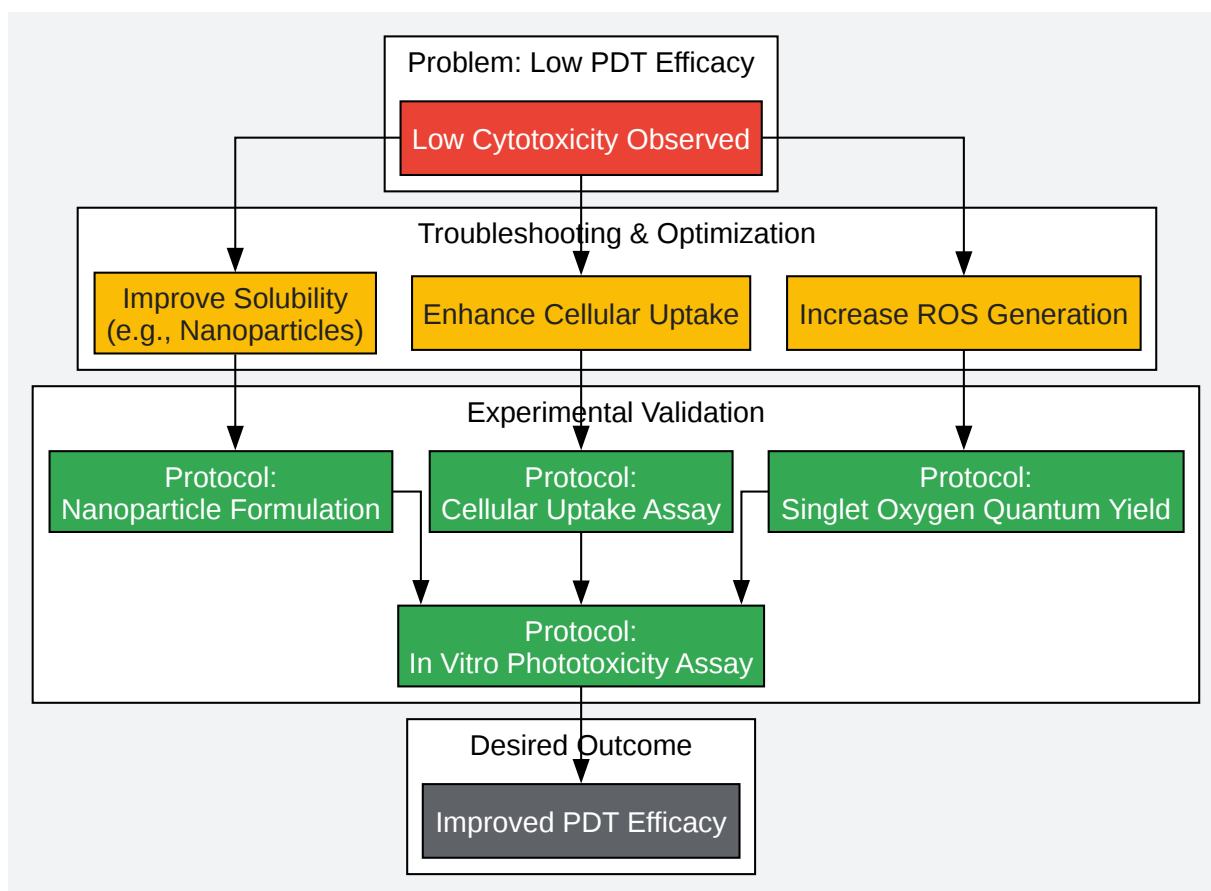 Problem: Low PDT Efficacy
Low Cytotoxicity Observed
Troubleshooting & Optimization
Improve Solubility
(e.g., Nanoparticles)
Enhance Cellular Uptake
Increase ROS Generation
Experimental Validation
Protocol:
Nanoparticle Formulation
Protocol:
Cellular Uptake Assay
Protocol:
Singlet Oxygen Quantum Yield
Protocol:
In Vitro Phototoxicity Assay
Desired Outcome
Improved PDT Efficacy